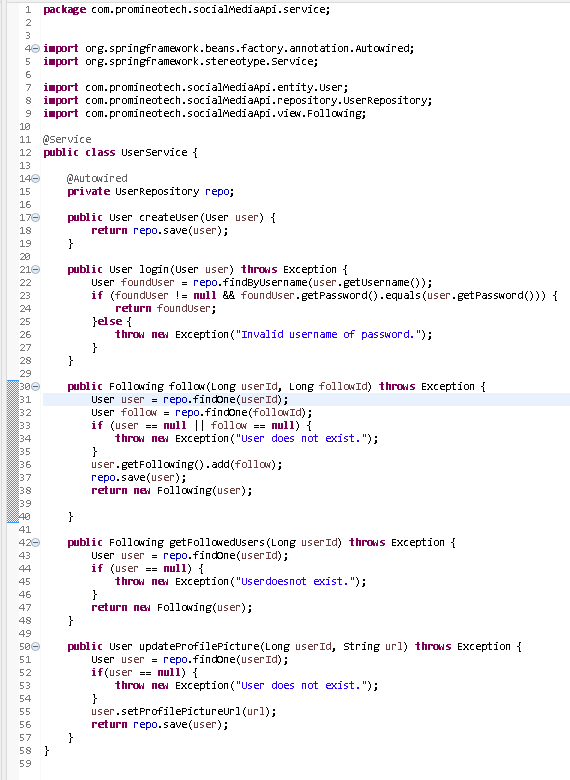 1 package com.promineotech.socialMediaApi.service;
2
3
4 import org.springframework.beans.factory.annotation.Autowired;
5 import org.springframework.stereotype.Service;
6
7 import com.promineotech.socialMediaApi.entity.User;
8 import com.promineotech.socialMediaApi.repository.UserRepository;
9 import com.promineotech.socialMediaApi.view.Following;
10
11 @Service
12 public class UserService {
13
14     @Autowired
15     private UserRepository repo;
16
17     public User createUser(User user) {
18         return repo.save(user);
19     }
20
21     public User login(User user) throws Exception {
22         User foundUser = repo.findByUsername(user.getUsername());
23         if (foundUser != null && foundUser.getPassword().equals(user.getPassword())) {
24             return foundUser;
25         }else {
26             throw new Exception("Invalid username of password.");
27         }
28     }
29
30     public Following follow(Long userId, Long followId) throws Exception {
31         User user = repo.findOne(userId);
32         User follow = repo.findOne(followId);
33         if (user == null || follow == null) {
34             throw new Exception("User does not exist.");
35         }
36         user.getFollowing().add(follow);
37         repo.save(user);
38         return new Following(user);
39
40     }
41
42     public Following getFollowedUsers(Long userId) throws Exception {
43         User user = repo.findOne(userId);
44         if (user == null) {
45             throw new Exception("Userdoesnot exist.");
46         }
47         return new Following(user);
48     }
49
50     public User updateProfilePicture(Long userId, String url) throws Exception {
51         User user = repo.findOne(userId);
52         if(user == null) {
53             throw new Exception("User does not exist.");
54         }
55         user.setProfilePictureUrl(url);
56         return repo.save(user);
57     }
58 }
59